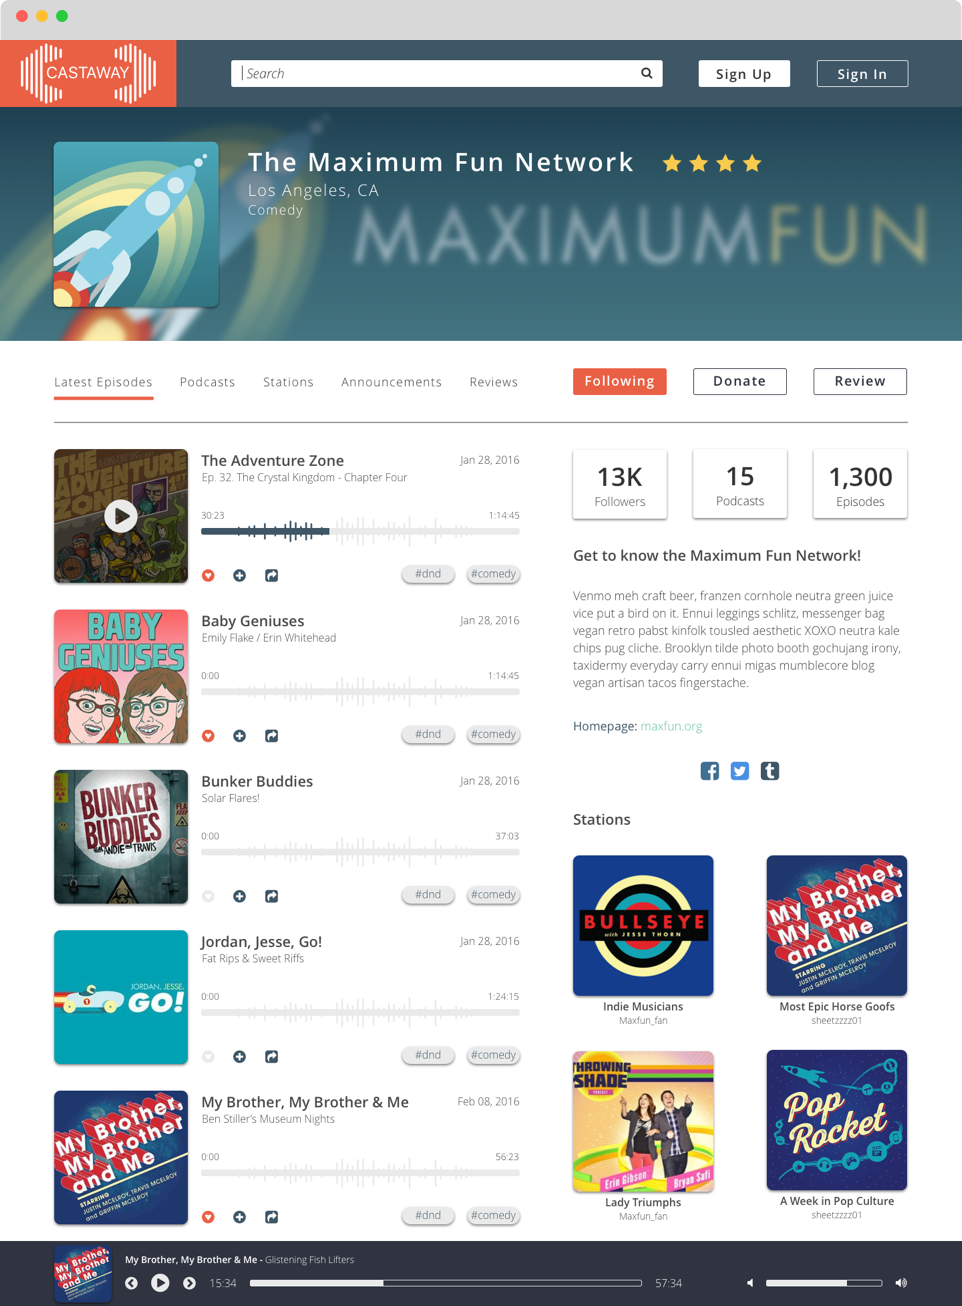 CASTAWAY
Search
Sign Up
Sign In
The Maximum Fun Network
Los Angeles, CA
Comedy
MAXIMUMFUN
Latest Episodes
Podcasts
Stations
Announcements
Reviews
Following
Donate
Review
THE ADVENTURE ZONE
The Adventure Zone
Jan 28, 2016
Ep. 32. The Crystal Kingdom - Chapter Four
30:23
1:14:45
#dnd
#comedy
BABY
GENIUSES
Baby Geniuses
Jan 28, 2016
Emily Flake / Erin Whitehead
0:00
1:14:45
#dnd
#comedy
BUNKER
BUDDIES
with ANDIE and TRAVIS
Bunker Buddies
Jan 28, 2016
Solar Flares!
0:00
37:03
#dnd
#comedy
JORDAN, JESSE,
GO!
Jordan, Jesse, Go!
Jan 28, 2016
Fat Rips & Sweet Riffs
0:00
1:24:15
#dnd
#comedy
My Brother,
My Brother
and Me
STARRING
JUSTIN MCELROY, TRAVIS MCELROY
and GRIFFIN MCELROY
My Brother, My Brother & Me
Feb 08, 2016
Ben Stiller's Museum Nights
0:00
56:23
#dnd
#comedy
13K
Followers
15
Podcasts
1,300
Episodes
Get to know the Maximum Fun Network!
Venmo meh craft beer, franzen cornhole neutra green juice
vice put a bird on it. Ennui leggings schlitz, messenger bag
vegan retro pabst kinfolk tousled aesthetic XOXO neutra kale
chips pug cliche. Brooklyn tilde photo booth gochujang irony,
taxidermy everyday carry ennui migas mumblecore blog
vegan artisan tacos fingerstache.
Homepage: maxfun.org
Stations
BULLSEYE
with JESSE THORN
Indie Musicians
Maxfun_fan
My Brother,
My Brother
and Me
STARRING
JUSTIN MCELROY, TRAVIS MCELROY
and GRIFFIN MCELROY
Most Epic Horse Goofs
sheetzzzz01
THROWING
SHADE
PODCAST
Erin Gibson
Bryan Safi
Lady Triumphs
Maxfun_fan
Pop
Rocket
A Week in Pop Culture
sheetzzzz01
My Brother,
My Brother
and Me
My Brother, My Brother & Me - Glistening Fish Lifters
15:34
57:34